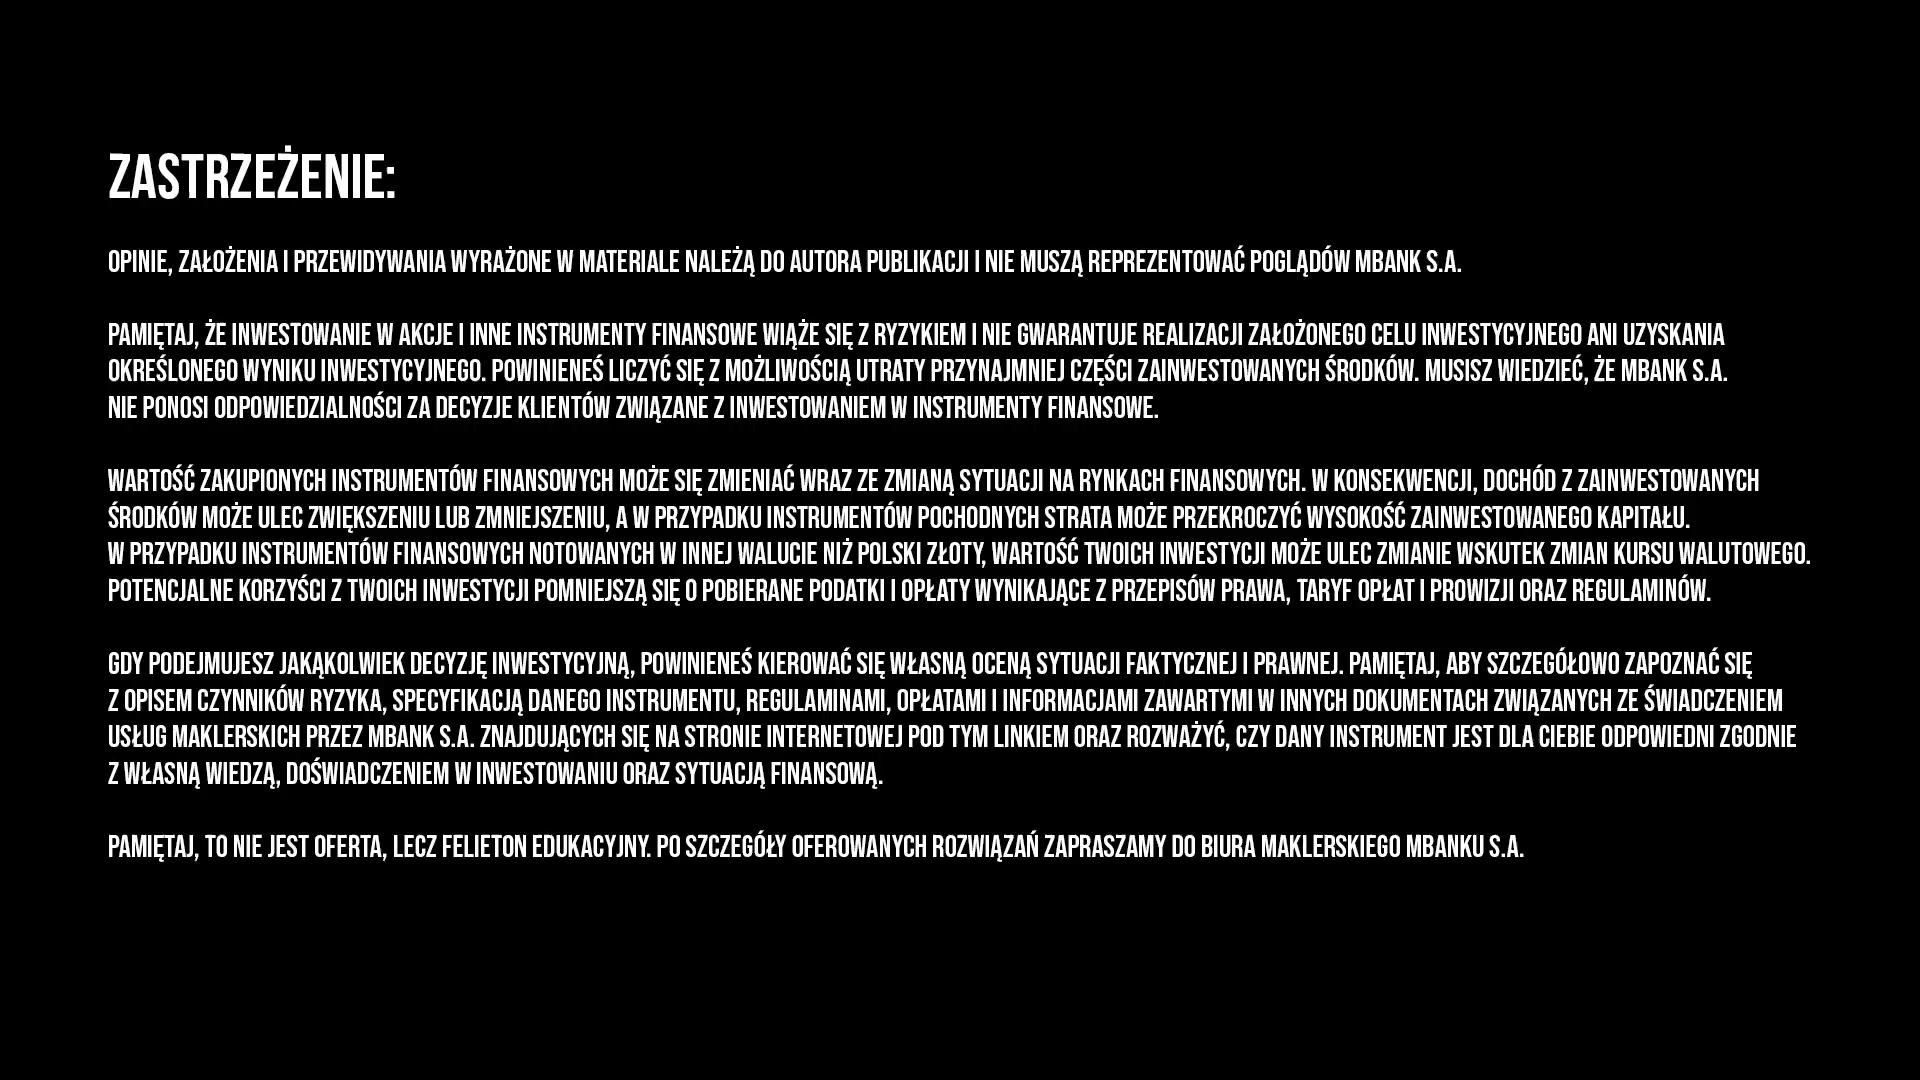 ZASTRZEŻENIE:
OPINIE, ZAŁOŻENIA I PRZEWIDYWANIA WYRAŻONE W MATERIALE NALEŻĄ DO AUTORA PUBLIKACJI I NIE MUSZĄ REPREZENTOWAĆ POGLĄDÓW MBANK S.A.
PAMIĘTAJ, ŻE INWESTOWANIE W AKCJE I INNE INSTRUMENTY FINANSOWE WIĄŻE SIĘ Z RYZYKIEM I NIE GWARANTUJE REALIZACJI ZAŁOŻONEGO CELU INWESTYCYJNEGO ANI UZYSKANIA
OKREŚLONEGO WYNIKU INWESTYCYJNEGO. POWINIENEŚ LICZYĆ SIĘ Z MOŻLIWOŚCIĄ UTRATY PRZYNAJMNIEJ CZĘŚCI ZAINWESTOWANYCH ŚRODKÓW. MUSISZ WIEDZIEĆ, ŻE MBANK S.A.
NIE PONOSI ODPOWIEDZIALNOŚCI ZA DECYZJE KLIENTÓW ZWIĄZANE Z INWESTOWANIEM W INSTRUMENTY FINANSOWE.
WARTOŚĆ ZAKUPIONYCH INSTRUMENTÓW FINANSOWYCH MOŻE SIĘ ZMIENIAĆ WRAZ ZE ZMIANĄ SYTUACJI NA RYNKACH FINANSOWYCH. W KONSEKWENCJI, DOCHÓD Z ZAINWESTOWANYCH
ŚRODKÓW MOŻE ULEC ZWIĘKSZENIU LUB ZMNIEJSZENIU, A W PRZYPADKU INSTRUMENTÓW POCHODNYCH STRATA MOŻE PRZEKROCZYĆ WYSOKOŚĆ ZAINWESTOWANEGO KAPITAŁU.
W PRZYPADKU INSTRUMENTÓW FINANSOWYCH NOTOWANYCH W INNEJ WALUCIE NIŻ POLSKI ZŁOTY, WARTOŚĆ TWOICH INWESTYCJI MOŻE ULEC ZMIANIE WSKUTEK ZMIAN KURSU WALUTOWEGO.
POTENCJALNE KORZYŚCI Z TWOICH INWESTYCJI POMNIEJSZĄ SIĘ O POBIERANE PODATKI I OPŁATY WYNIKAJĄCE Z PRZEPISÓW PRAWA, TARYF OPŁAT I PROWIZJI ORAZ REGULAMINÓW.
GDY PODEJMUJESZ JAKĄKOLWIEK DECYZJĘ INWESTYCYJNĄ, POWINIENEŚ KIEROWAĆ SIĘ WŁASNĄ OCENĄ SYTUACJI FAKTYCZNEJ I PRAWNEJ. PAMIĘTAJ, ABY SZCZEGÓŁOWO ZAPOZNAĆ SIĘ
Z OPISEM CZYNNIKÓW RYZYKA, SPECYFIKACJĄ DANEGO INSTRUMENTU, REGULAMINAMI, OPŁATAMI I INFORMACJAMI ZAWARTYMI W INNYCH DOKUMENTACH ZWIĄZANYCH ZE ŚWIADCZENIEM
USŁUG MAKLERSKICH PRZEZ MBANK S.A. ZNAJDUJĄCYCH SIĘ NA STRONIE INTERNETOWEJ POD TYM LINKIEM ORAZ ROZWAŻYĆ, CZY DANY INSTRUMENT JEST DLA CIEBIE ODPOWIEDNI ZGODNIE
Z WŁASNĄ WIEDZĄ, DOŚWIADCZENIEM W INWESTOWANIU ORAZ SYTUACJĄ FINANSOWĄ.
PAMIĘTAJ, TO NIE JEST OFERTA, LECZ FELIETON EDUKACYJNY. PO SZCZEGÓŁY OFEROWANYCH ROZWIĄZAŃ ZAPRASZAMY DO BIURA MAKLERSKIEGO MBANKU S.A.